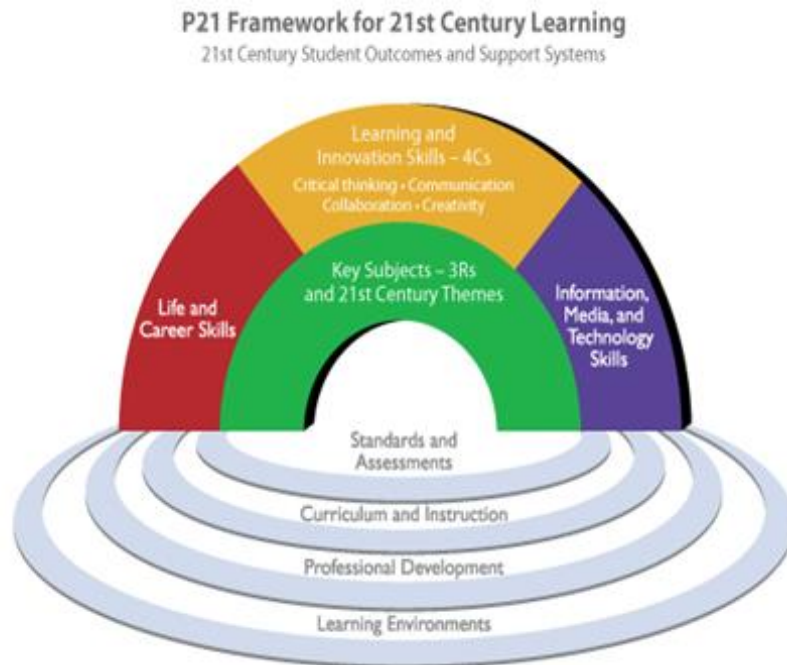 P21 Framework for 21st Century Learning
21st Century Student Outcomes and Support Systems
Learning and
Innovation Skills – 4Cs
Critical thinking • Communication
Collaboration • Creativity
Key Subjects – 3Rs
and 21st Century Themes
Life and
Career Skills
Information,
Media, and
Technology
Skills
Standards and
Assessments
Curriculum and Instruction
Professional Development
Learning Environments